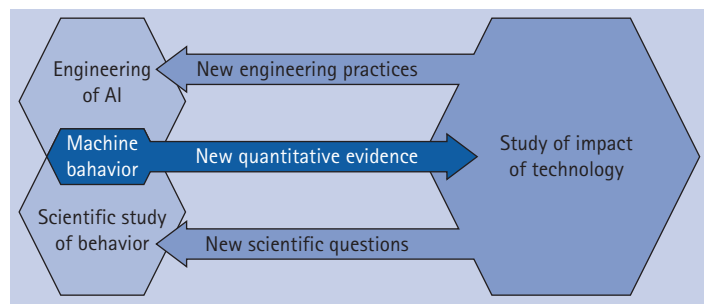 Engineering
of AI
New engineering practices
Machine
bahavior
New quantitative evidence
Study of impact
of technology
Scientific study
of behavior
New scientific questions